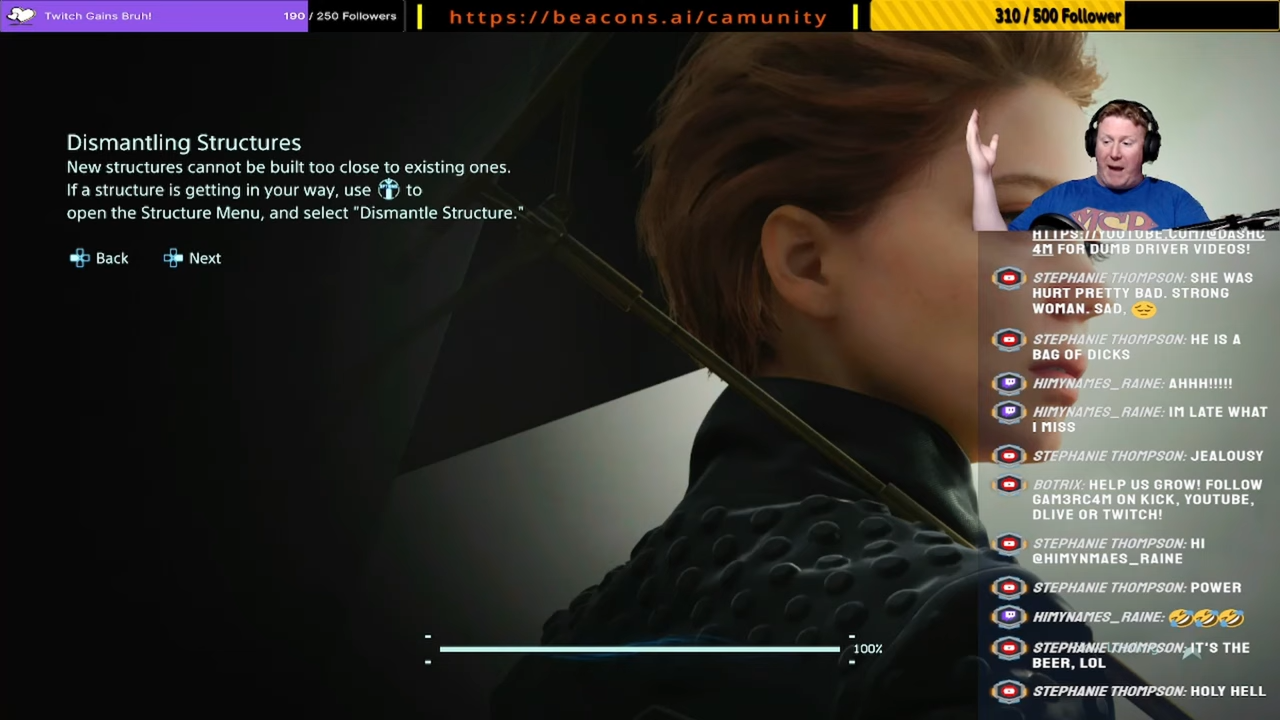 Twitch Gains Bruh!
190 / 250 Followers
https://beacons.ai/camunity
310 / 500 Follower
Dismantling Structures
New structures cannot be built too close to existing ones.
If a structure is getting in your way, use to
open the Structure Menu, and select "Dismantle Structure."
Back
Next
100%
HTTPS://YOUTUBE.COM/@DASHC
4M FOR DUMB DRIVER VIDEOS!
STEPHANIE THOMPSON: SHE WAS
HURT PRETTY BAD. STRONG
WOMAN. SAD, 😔
STEPHANIE THOMPSON: HE IS A
BAG OF DICKS
HIMYNAMES_RAINE: AHHH!!!!!
HIMYNAMES_RAINE: IM LATE WHAT
I MISS
STEPHANIE THOMPSON: JEALOUSY
BOTRIX: HELP US GROW! FOLLOW
GAM3RC4M ON KICK, YOUTUBE,
DLIVE OR TWITCH!
STEPHANIE THOMPSON: HI
@HIMYNMAES_RAINE
STEPHANIE THOMPSON: POWER
HIMYNAMES_RAINE: 🤣🤣🤣
STEPHANIE THOMPSON: IT'S THE
BEER, LOL
STEPHANIE THOMPSON: HOLY HELL